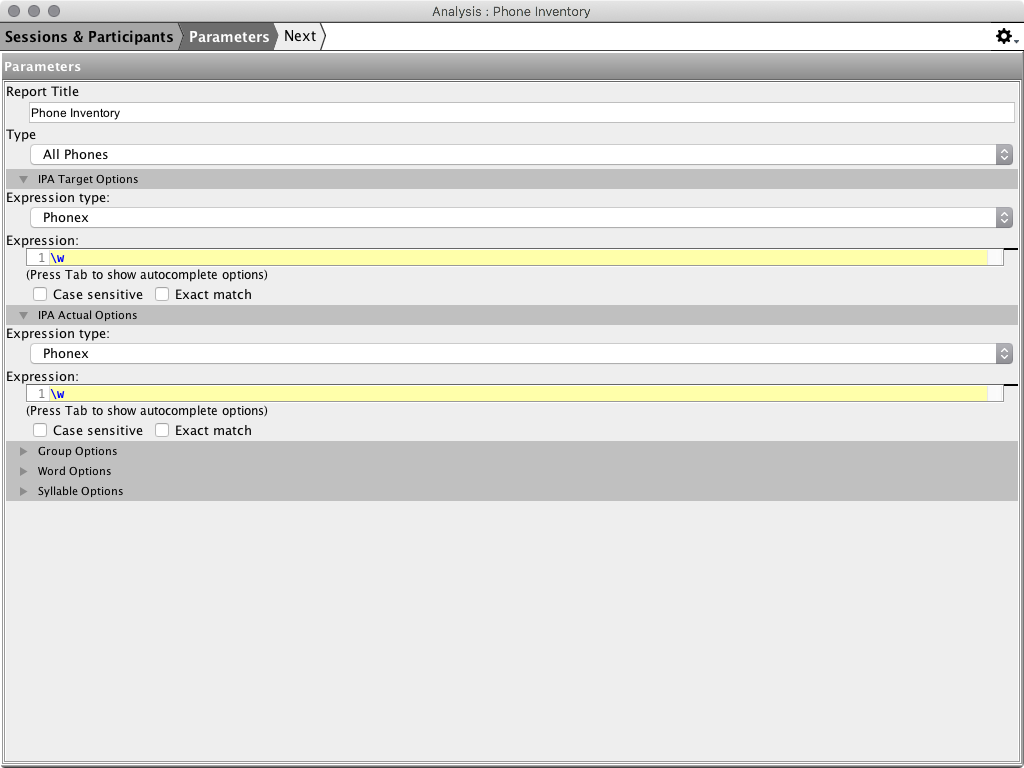 Analysis : Phone Inventory
Sessions & Participants Parameters Next
Parameters
Report Title
Phone Inventory
Type
All Phones
IPA Target Options
Expression type:
Phonex
Expression:
1 \w
(Press Tab to show autocomplete options)
Case sensitive Exact match
IPA Actual Options
Expression type:
Phonex
Expression:
1 \w
(Press Tab to show autocomplete options)
Case sensitive Exact match
Group Options
Word Options
Syllable Options